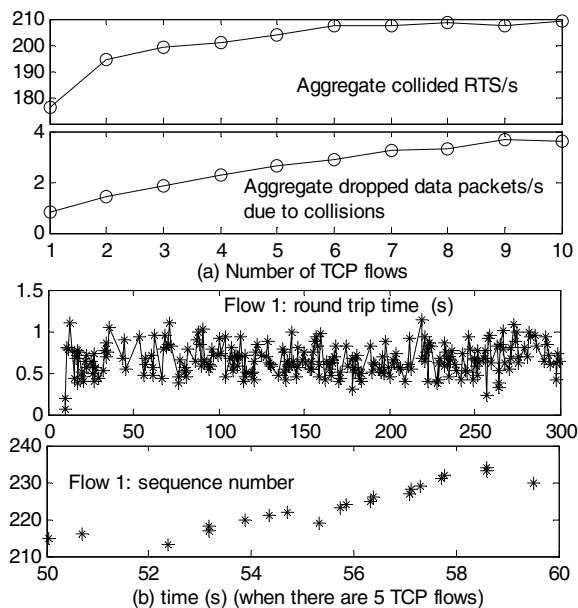 210
200
190
180
Aggregate collided RTS/s
4
2
0
Aggregate dropped data packets/s
due to collisions
1 2 3 4 5 6 7 8 9 10
(a) Number of TCP flows
1.5
1
0.5
0
Flow 1: round trip time (s)
0 50 100 150 200 250 300
240
230
220
210
Flow 1: sequence number
50 52 54 56 58 60
(b) time (s) (when there are 5 TCP flows)